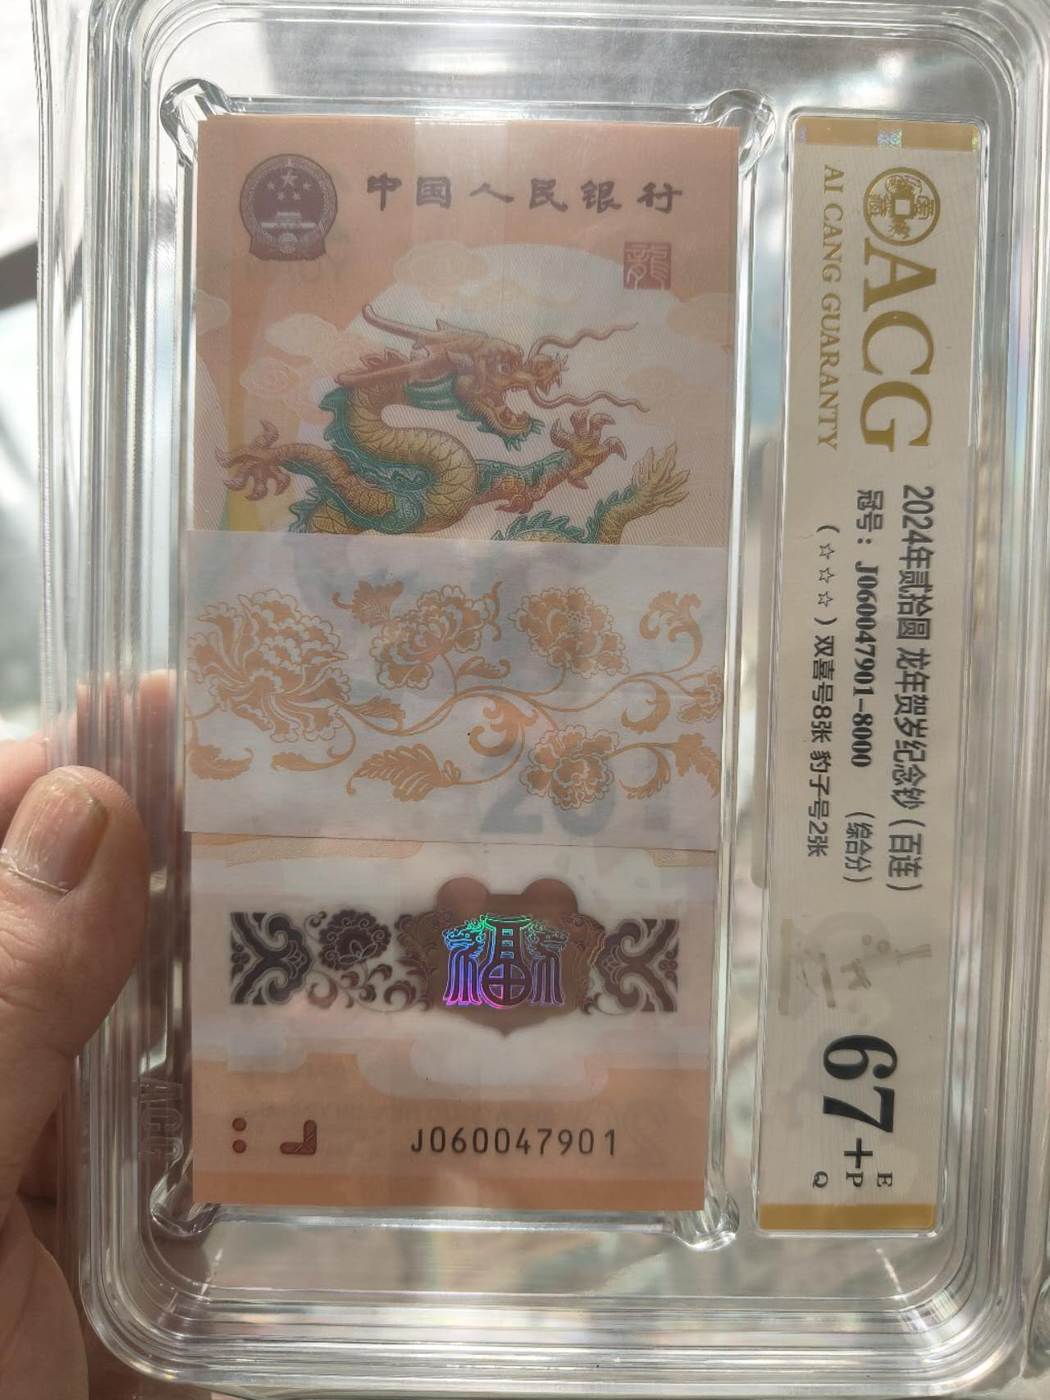 中国人民银行
龍
福
J060047901
ACG
AI CANG GUARANTY
2024年贰拾圆 龙年贺岁纪念钞（百连）
冠号：J060047901-8000 （综合分）
（☆☆☆）双喜号8张 豹子号2张
67+
E
P
Q